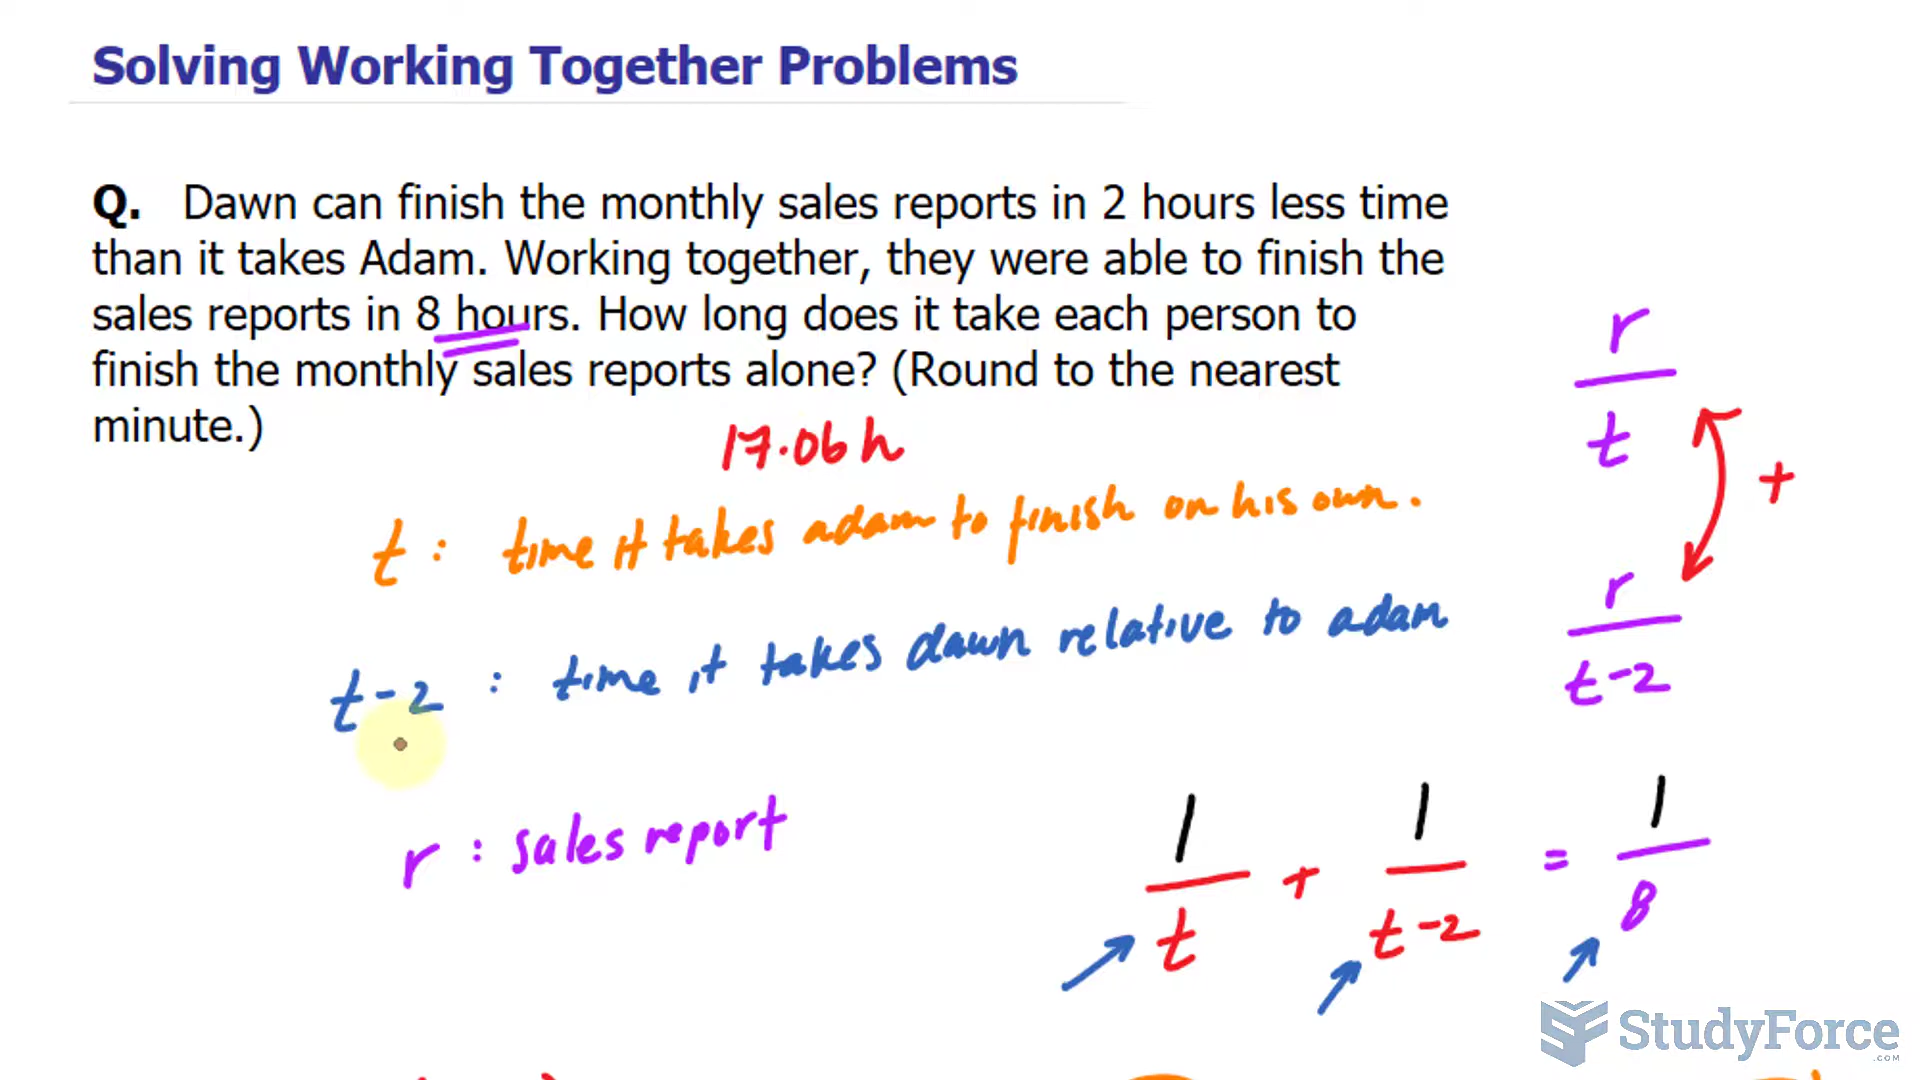 Solving Working Together Problems
Q. Dawn can finish the monthly sales reports in 2 hours less time
than it takes Adam. Working together, they were able to finish the
sales reports in 8 hours. How long does it take each person to
finish the monthly sales reports alone? (Round to the nearest
minute.)
17.06 h
t : time it takes adam to finish on his own.
t-2 : time it takes dawn relative to adam
r : sales report
r
t
+
r
t-2
1 1 1
+ =
t t-2 8
StudyForce
.COM